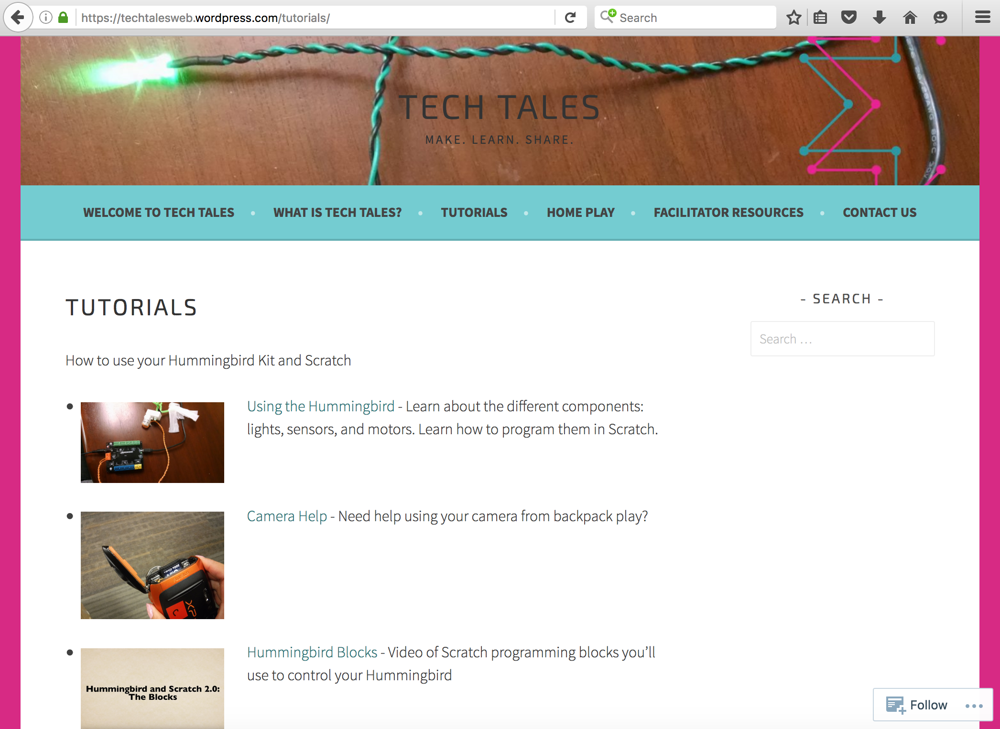 https://techtalesweb.wordpress.com/tutorials/
Search
TECH TALES
MAKE. LEARN. SHARE.
WELCOME TO TECH TALES
WHAT IS TECH TALES?
TUTORIALS
HOME PLAY
FACILITATOR RESOURCES
CONTACT US
TUTORIALS
- SEARCH -
Search ...
How to use your Hummingbird Kit and Scratch
Using the Hummingbird - Learn about the different components:
lights, sensors, and motors. Learn how to program them in Scratch.
Camera Help - Need help using your camera from backpack play?
Hummingbird Blocks - Video of Scratch programming blocks you’ll
use to control your Hummingbird
Hummingbird and Scratch 2.0:
The Blocks
Follow